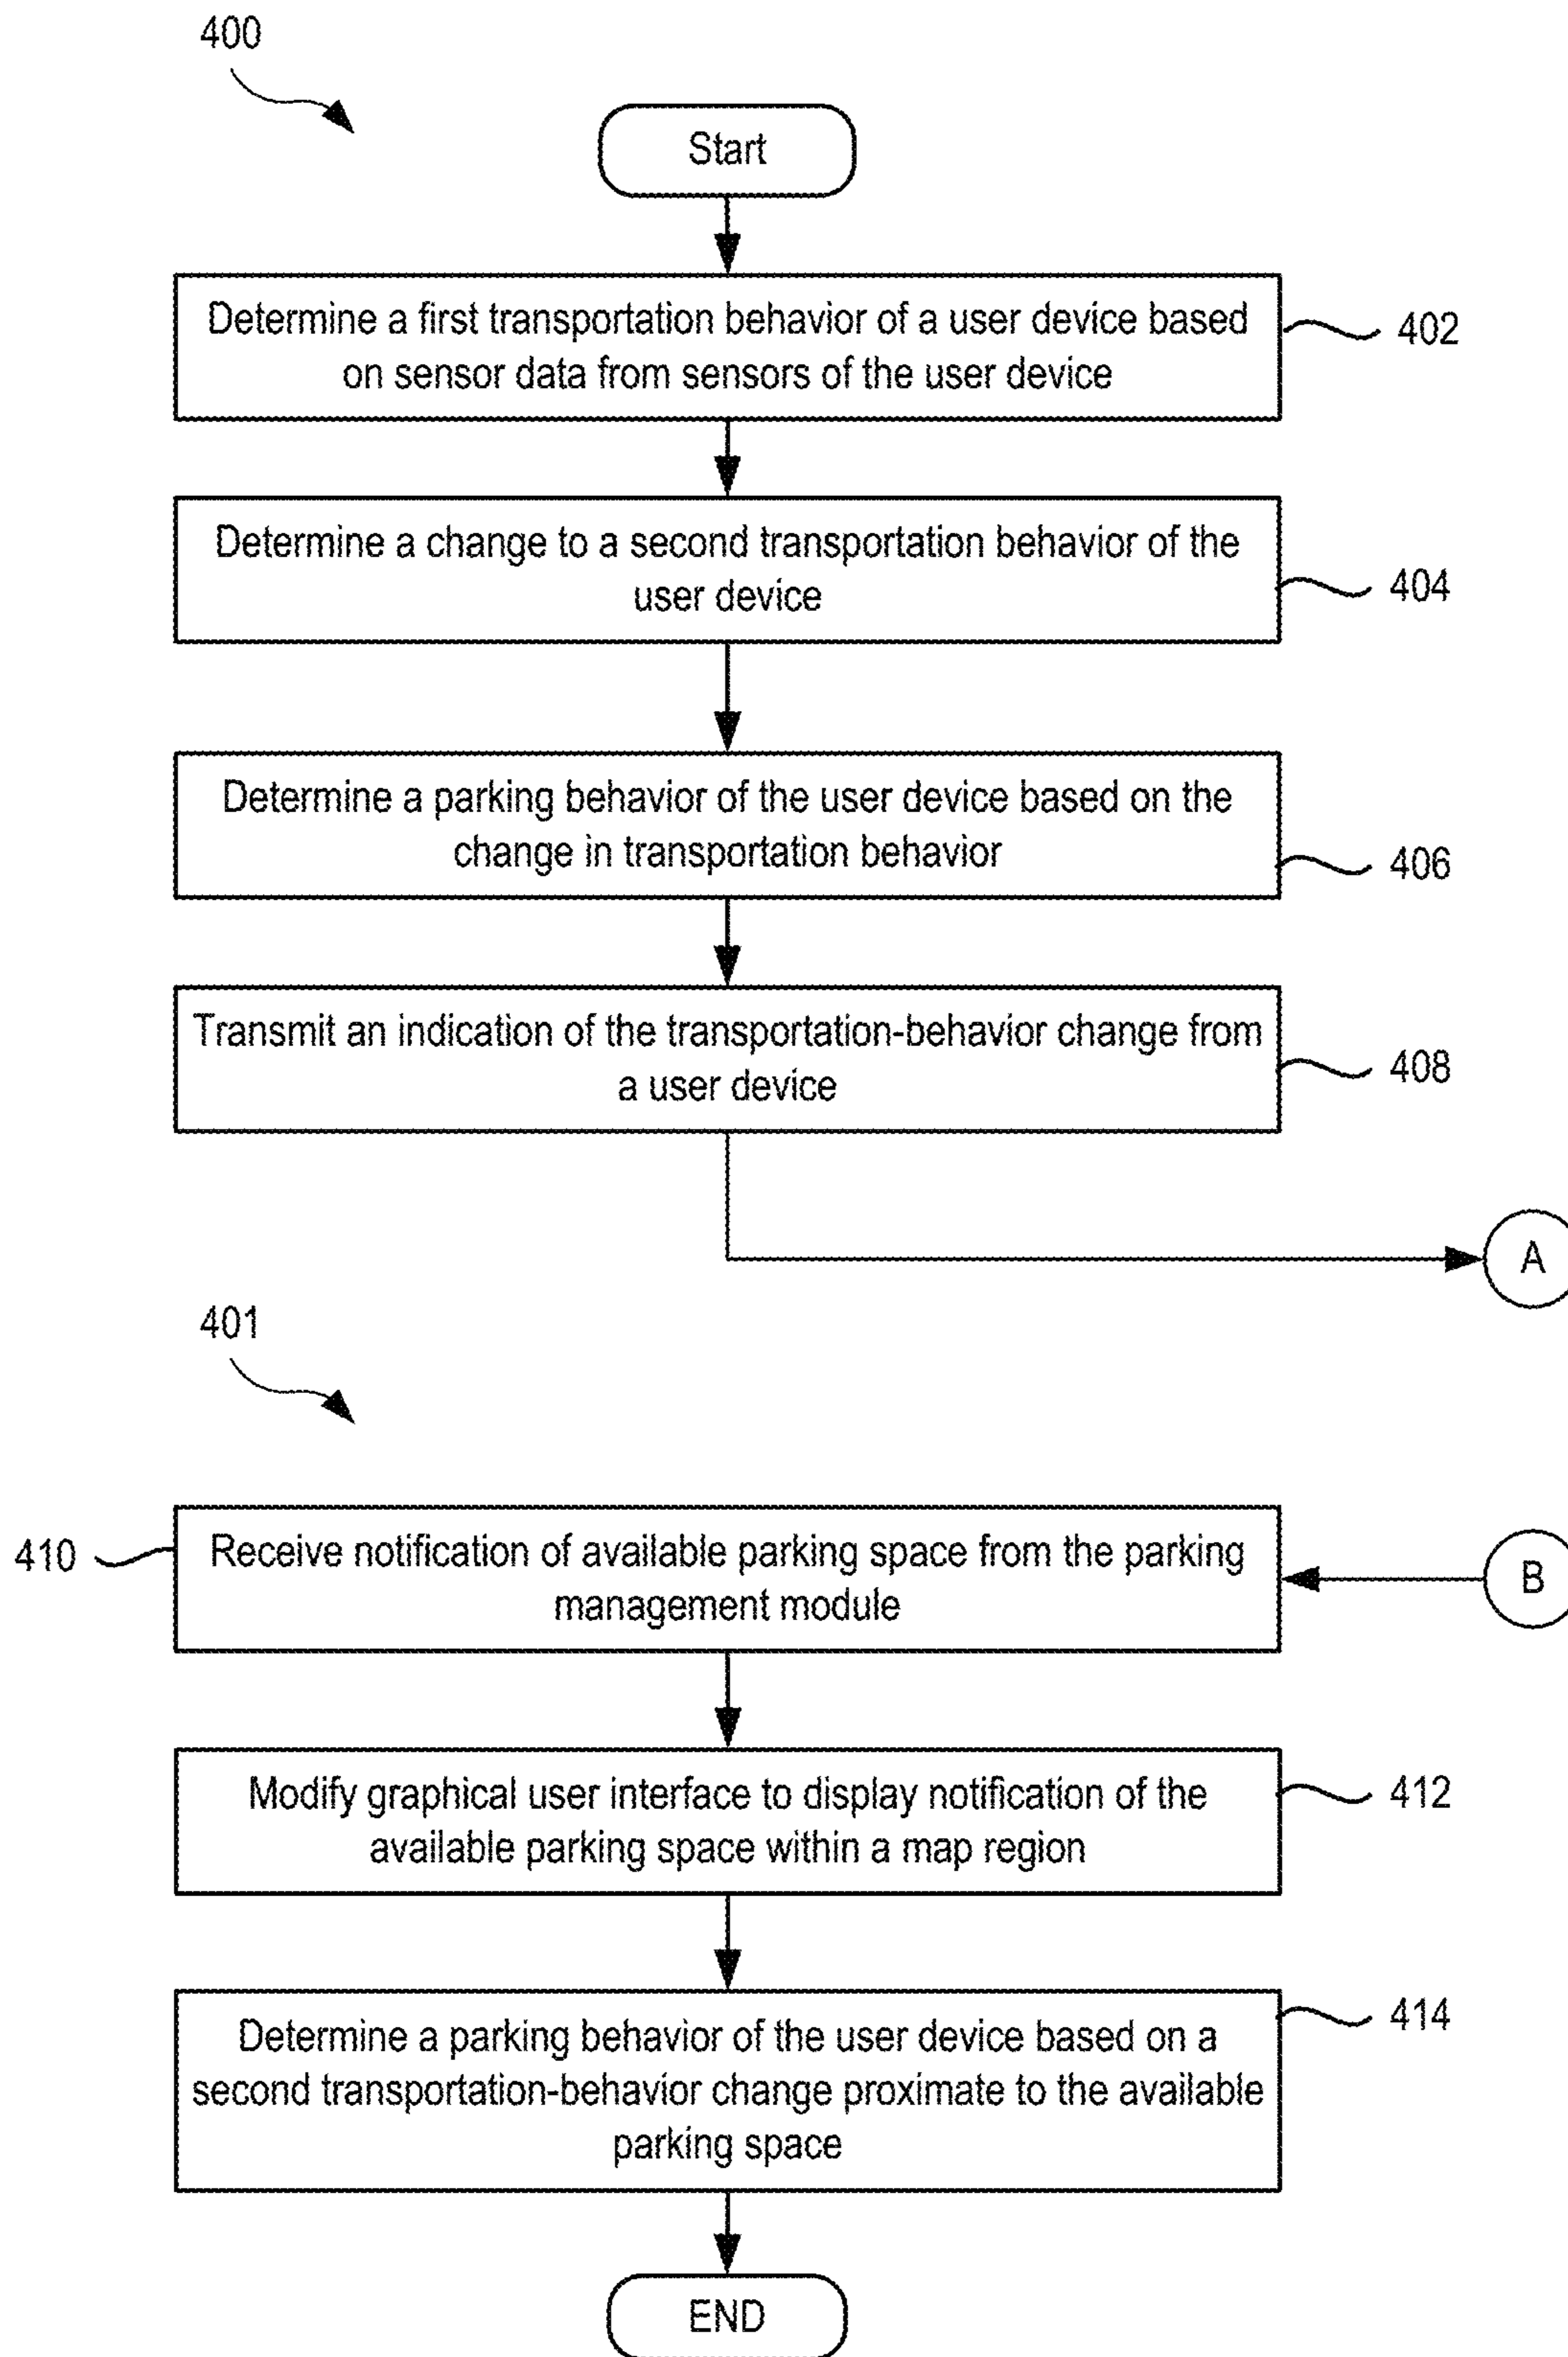 400
Start
Determine a first transportation behavior of a user device based
on sensor data from sensors of the user device
402
Determine a change to a second transportation behavior of the
user device
404
Determine a parking behavior of the user device based on the
change in transportation behavior
406
Transmit an indication of the transportation-behavior change from
a user device
408
A
401
410
Receive notification of available parking space from the parking
management module
B
Modify graphical user interface to display notification of the
available parking space within a map region
412
Determine a parking behavior of the user device based on a
second transportation-behavior change proximate to the available
parking space
414
END